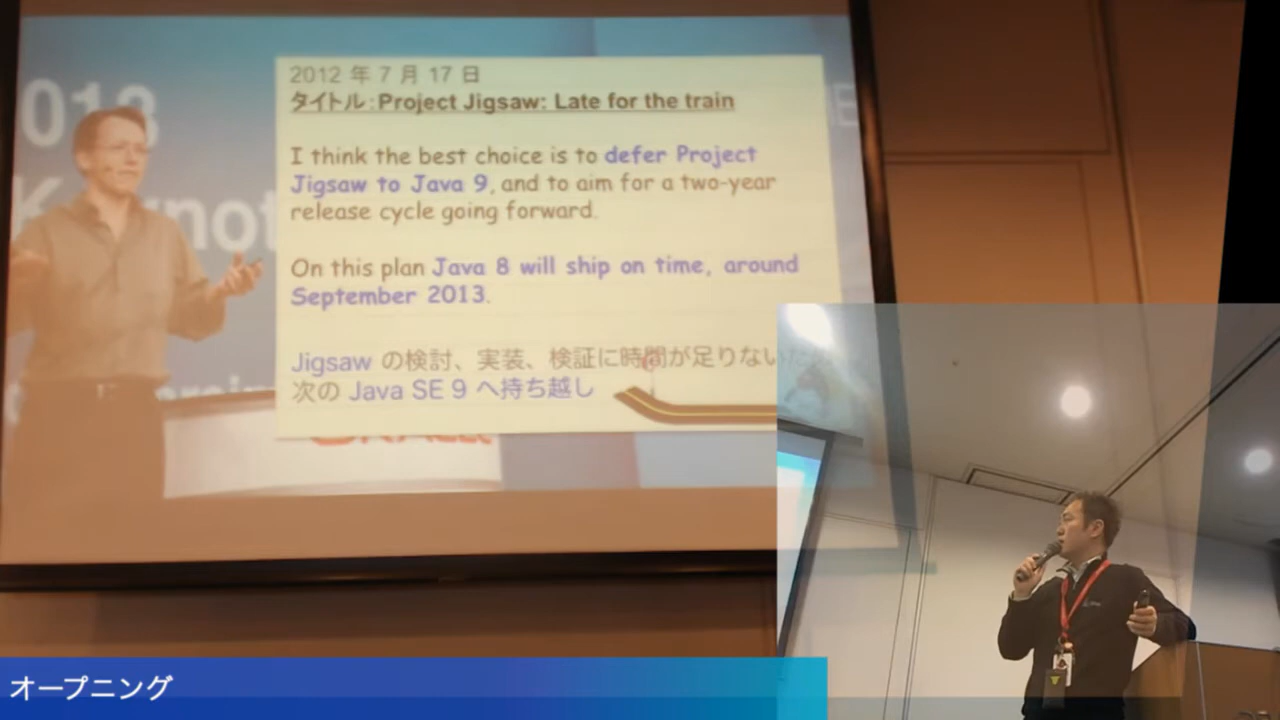 2012 年 7 月 17 日
タイトル：Project Jigsaw: Late for the train
I think the best choice is to defer Project
Jigsaw to Java 9, and to aim for a two-year
release cycle going forward.
On this plan Java 8 will ship on time, around
September 2013.
Jigsaw の検討、実装、検証に時間が足りないため
次の Java SE 9 へ持ち越し
オープニング